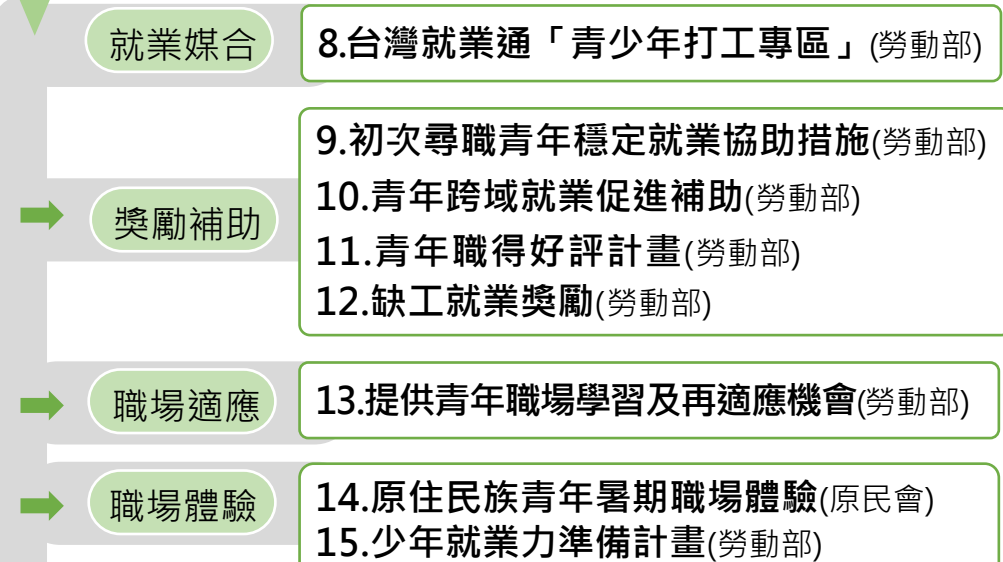 就業媒合
8.台灣就業通「青少年打工專區」(勞動部)
獎勵補助
9.初次尋職青年穩定就業協助措施(勞動部)
10.青年跨域就業促進補助(勞動部)
11.青年職得好評計畫(勞動部)
12.缺工就業獎勵(勞動部)
職場適應
13.提供青年職場學習及再適應機會(勞動部)
職場體驗
14.原住民族青年暑期職場體驗(原民會)
15.少年就業力準備計畫(勞動部)